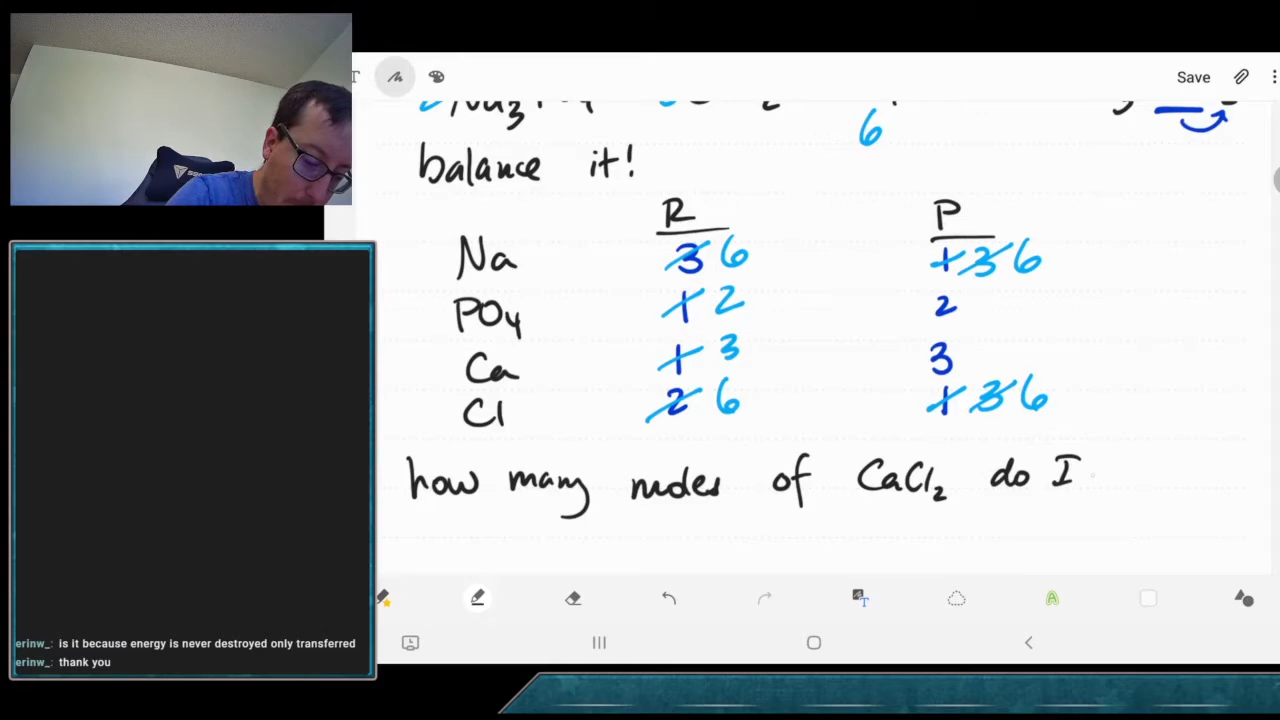 T
Save
6
balance it!
R P
Na 3 6 1 3 6
PO4 1 2 2
Ca 1 3 3
Cl 2 6 1 3 6
how many moles of CaCl2 do I
erinw_: is it because energy is never destroyed only transferred
erinw_: thank you